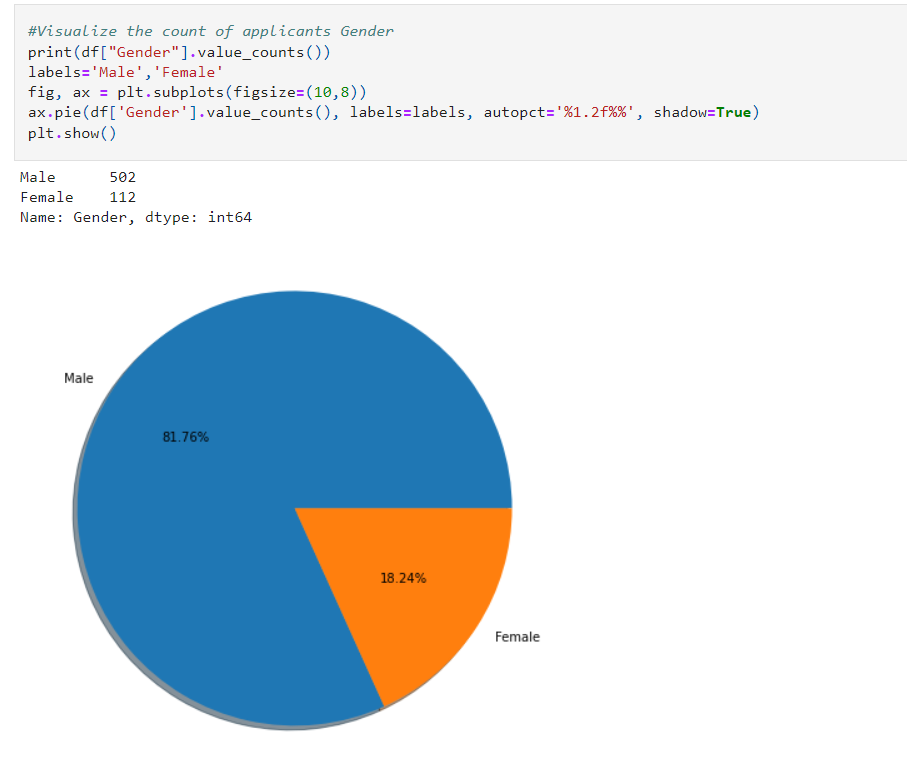 #Visualize the count of applicants Gender
print(df["Gender"].value_counts())
labels='Male','Female'
fig, ax = plt.subplots(figsize=(10,8))
ax.pie(df['Gender'].value_counts(), labels=labels, autopct='%1.2f%%', shadow=True)
plt.show()
Male      502
Female    112
Name: Gender, dtype: int64
Male
81.76%
18.24%
Female